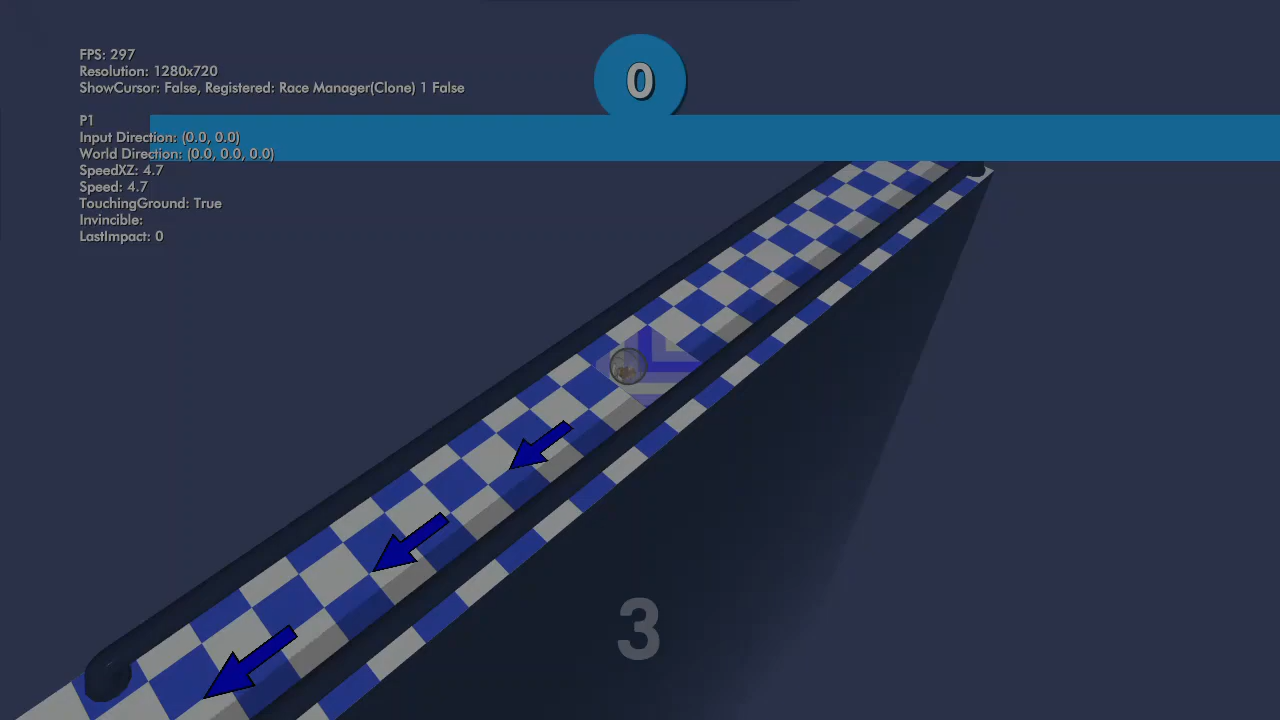 0
FPS: 297
Resolution: 1280x720
ShowCursor: False, Registered: Race Manager(Clone) 1 False
P1
Input Direction: (0.0, 0.0)
World Direction: (0.0, 0.0, 0.0)
SpeedXZ: 4.7
Speed: 4.7
TouchingGround: True
Invincible:
LastImpact: 0
3